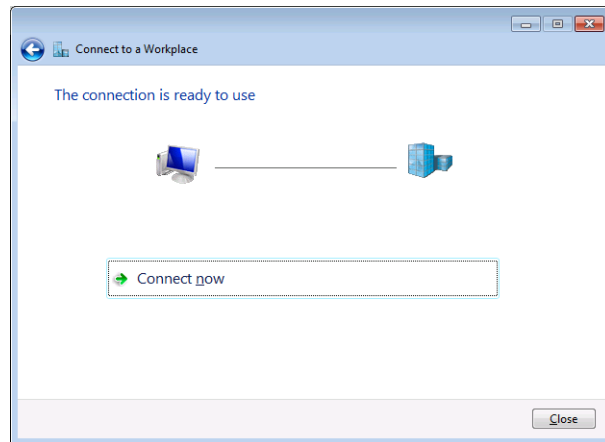 Connect to a Workplace
The connection is ready to use
Connect now
Close